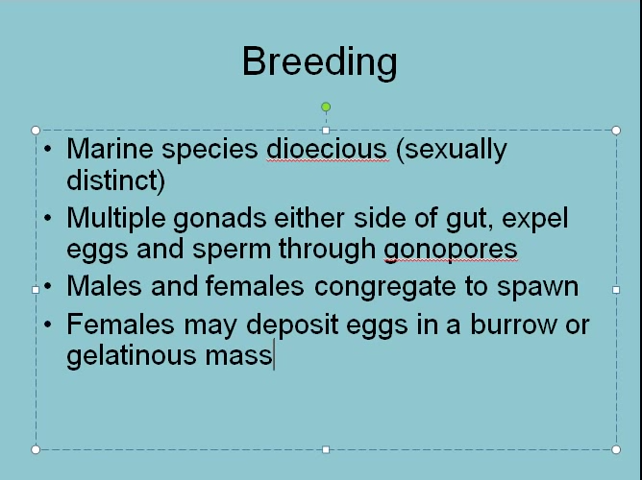 Breeding
• Marine species dioecious (sexually
distinct)
• Multiple gonads either side of gut, expel
eggs and sperm through gonopores
• Males and females congregate to spawn
• Females may deposit eggs in a burrow or
gelatinous mass